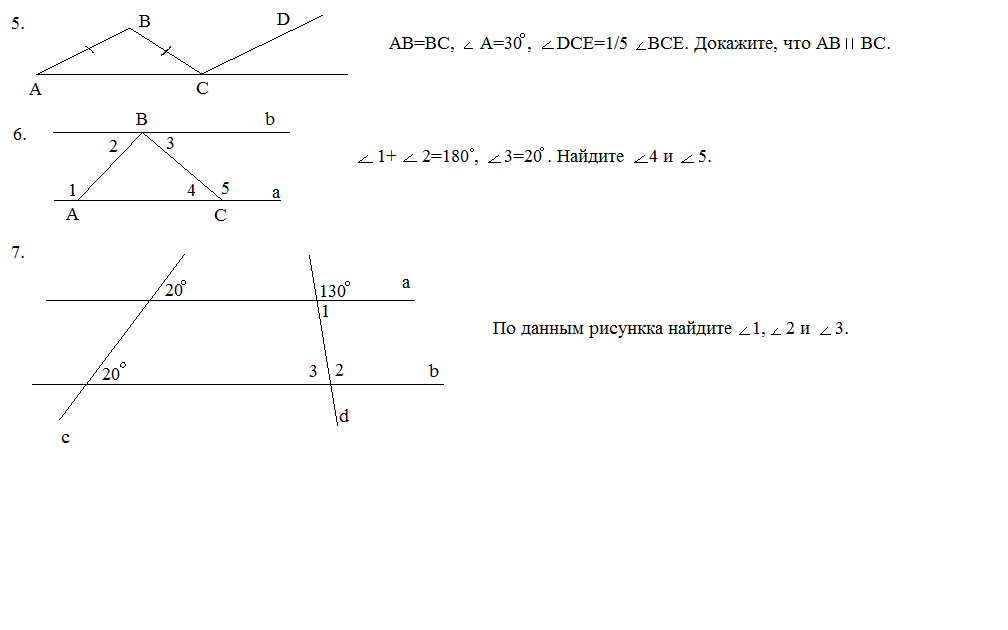 5.
B
D
A
C
AB=BC, ∠ A=30°, ∠DCE=1/5 ∠BCE. Докажите, что AB || BC.
6.
B
b
2
3
1
4
5
a
A
C
∠ 1+ ∠ 2=180°, ∠3=20°. Найдите ∠4 и ∠ 5.
7.
20°
130°
a
1
20°
3
2
b
d
c
По данным рисункка найдите ∠1, ∠ 2 и ∠ 3.